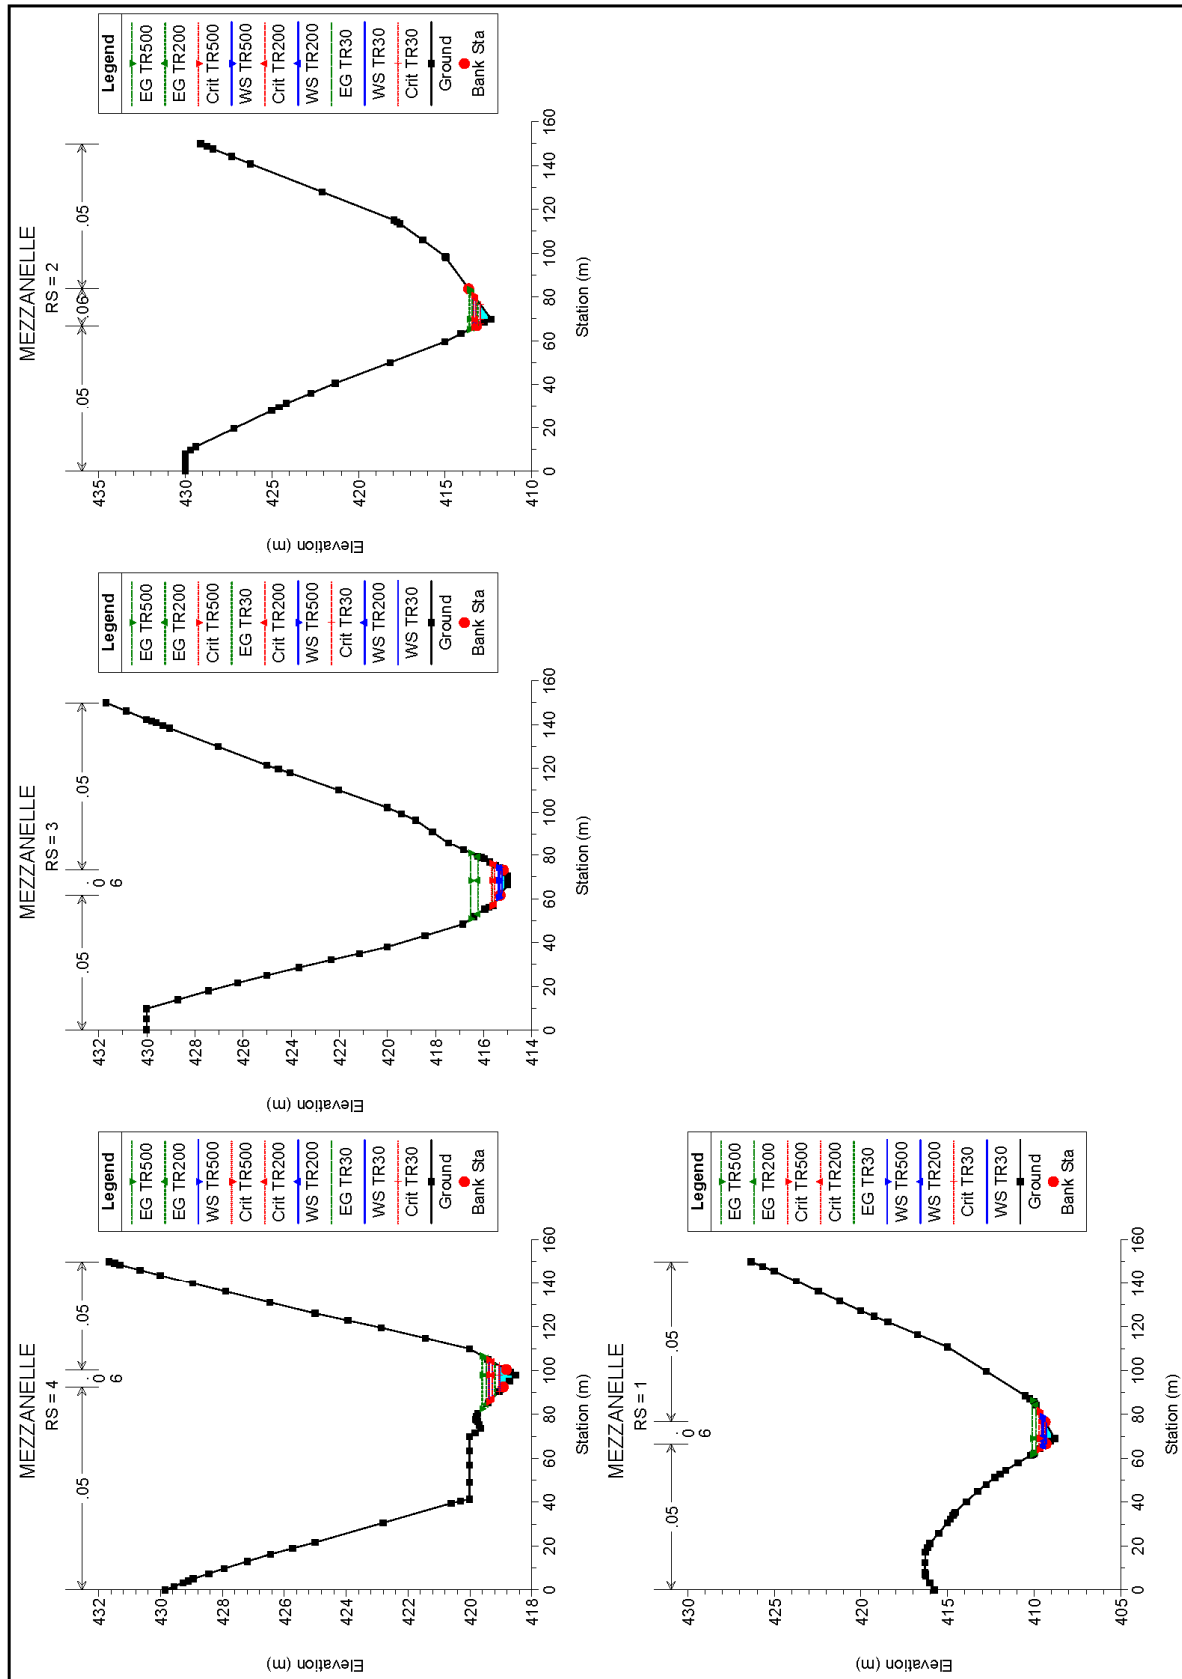 MEZZANELLE
RS = 4
.05
.06
.05
Elevation (m)
432
430
428
426
424
422
420
418
0
20
40
60
80
100
120
140
160
Station (m)
Legend
EG TR500
EG TR200
WS TR500
Crit TR500
Crit TR200
WS TR200
EG TR30
WS TR30
Crit TR30
Ground
Bank Sta
MEZZANELLE
RS = 3
.05
.06
.05
Elevation (m)
432
430
428
426
424
422
420
418
416
414
0
20
40
60
80
100
120
140
160
Station (m)
Legend
EG TR500
EG TR200
Crit TR500
EG TR30
Crit TR200
WS TR500
Crit TR30
WS TR200
WS TR30
Ground
Bank Sta
MEZZANELLE
RS = 2
.05
.06
.05
Elevation (m)
435
430
425
420
415
410
0
20
40
60
80
100
120
140
160
Station (m)
Legend
EG TR500
EG TR200
Crit TR500
WS TR500
Crit TR200
WS TR200
EG TR30
WS TR30
Crit TR30
Ground
Bank Sta
MEZZANELLE
RS = 1
.05
.06
.05
Elevation (m)
430
425
420
415
410
405
0
20
40
60
80
100
120
140
160
Station (m)
Legend
EG TR500
EG TR200
Crit TR500
Crit TR200
EG TR30
WS TR500
WS TR200
Crit TR30
WS TR30
Ground
Bank Sta